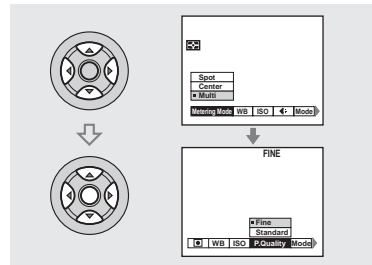 Spot
Center
Multi
Metering Mode WB ISO Mode
FINE
Fine
Standard
WB ISO P.Quality Mode